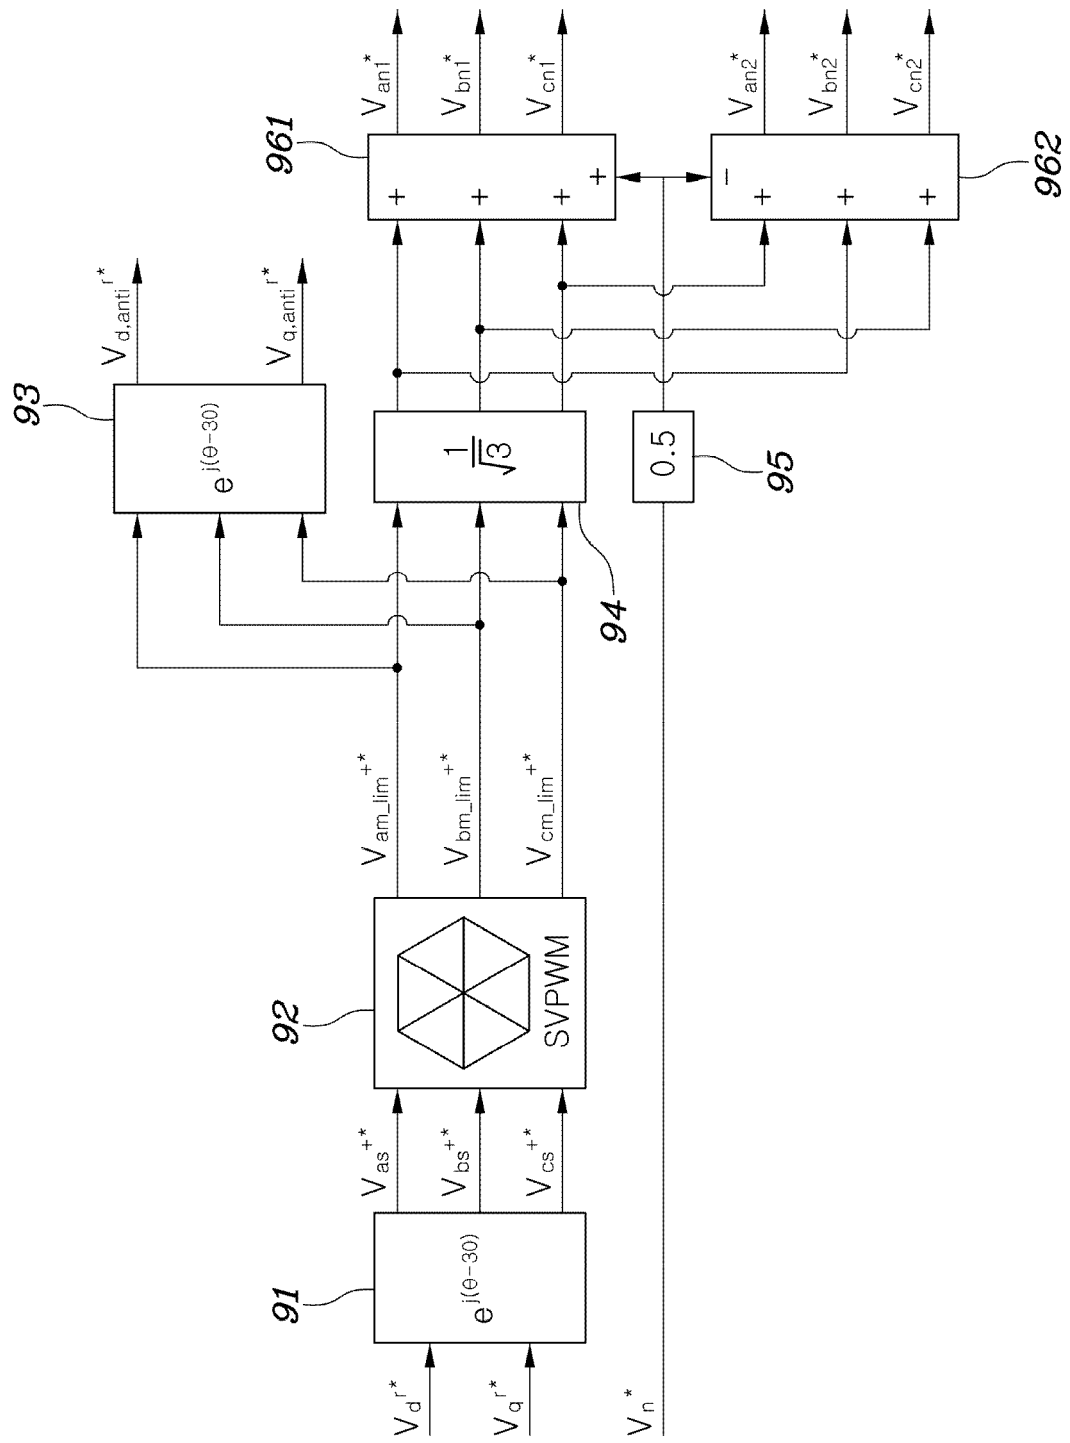 V_d^r*
V_q^r*
V_n*
91
e^j(θ-30)
V_as^+*
V_bs^+*
V_cs^+*
92
SVPWM
V_am_lim^+*
V_bm_lim^+*
V_cm_lim^+*
93
e^j(θ-30)
V_d,anti^r*
V_q,anti^r*
94
1
√3
95
0.5
961
+
+
+
+
V_an1*
V_bn1*
V_cn1*
962
-
+
+
+
V_an2*
V_bn2*
V_cn2*